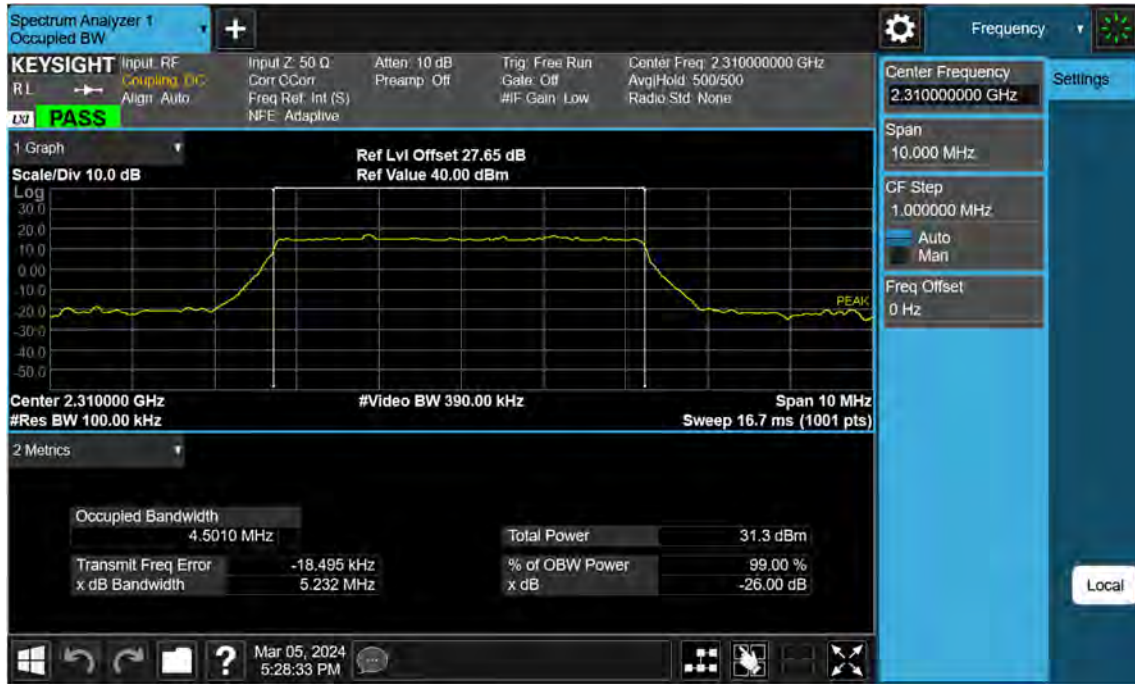 Spectrum Analyzer 1
Occupied BW
+
Frequency
KEYSIGHT
RL
LXI PASS
Input: RF
Coupling: DC
Align: Auto
Input Z: 50 Ω
Corr CCorr
Freq Ref: Int (S)
NFE: Adaptive
Atten: 10 dB
Preamp: Off
Trig: Free Run
Gate: Off
#IF Gain: Low
Center Freq: 2.310000000 GHz
Avg|Hold: 500/500
Radio Std: None
Center Frequency
2.310000000 GHz
Settings
Span
10.000 MHz
CF Step
1.000000 MHz
Auto
Man
Freq Offset
0 Hz
Local
1 Graph
Scale/Div 10.0 dB
Ref Lvl Offset 27.65 dB
Ref Value 40.00 dBm
Log
30.0
20.0
10.0
0.00
-10.0
-20.0
-30.0
-40.0
-50.0
PEAK
Center 2.310000 GHz
#Video BW 390.00 kHz
Span 10 MHz
#Res BW 100.00 kHz
Sweep 16.7 ms (1001 pts)
2 Metrics
Occupied Bandwidth
4.5010 MHz
Total Power 31.3 dBm
Transmit Freq Error -18.495 kHz
% of OBW Power 99.00 %
x dB Bandwidth 5.232 MHz
x dB -26.00 dB
?
Mar 05, 2024
5:28:33 PM